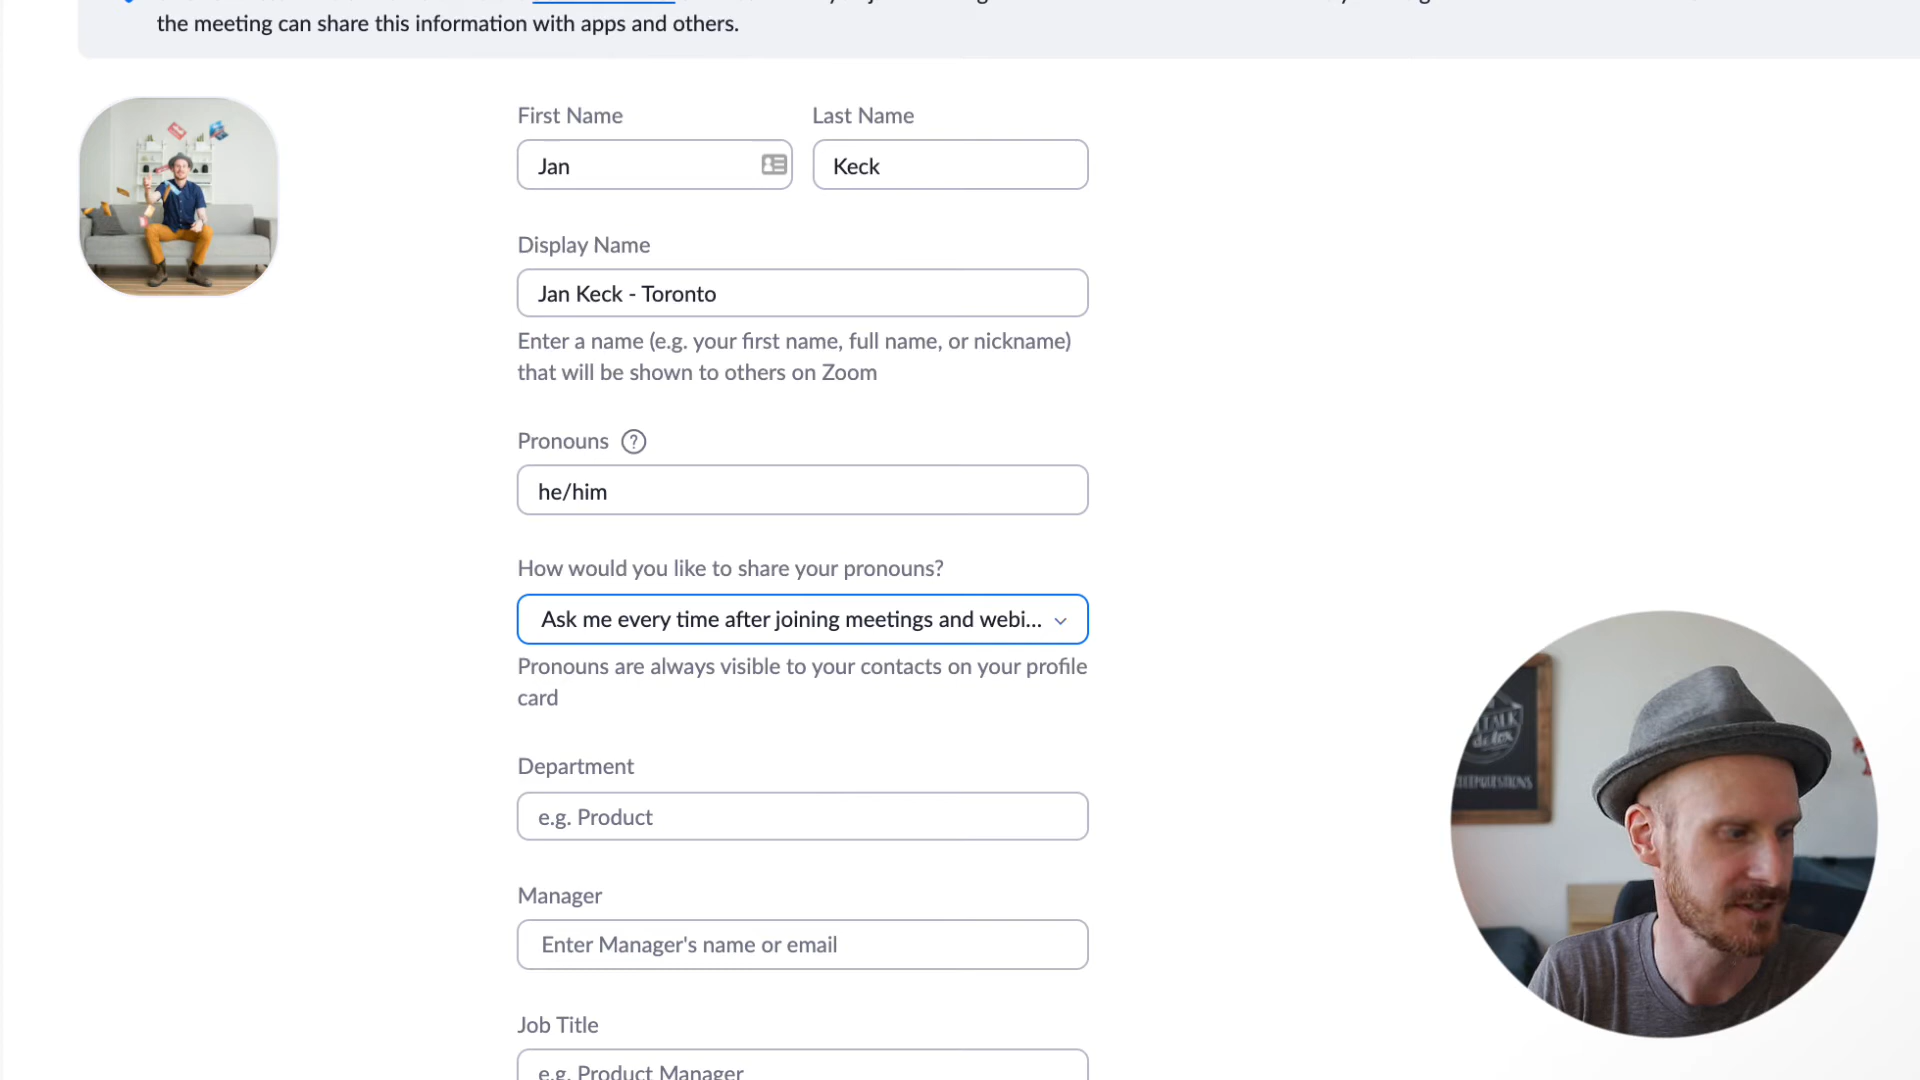 the meeting can share this information with apps and others.
First Name
Last Name
Jan
Keck
Display Name
Jan Keck - Toronto
Enter a name (e.g. your first name, full name, or nickname)
that will be shown to others on Zoom
Pronouns ?
he/him
How would you like to share your pronouns?
Ask me every time after joining meetings and webi...
Pronouns are always visible to your contacts on your profile
card
Department
e.g. Product
Manager
Enter Manager's name or email
Job Title
e.g. Product Manager
TALK
detox